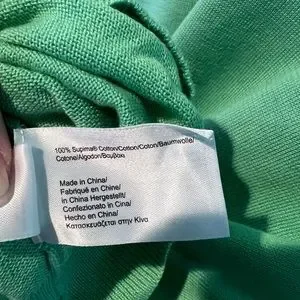 100% Supima® Cotton/Cotton/Coton/Baumwolle/
Cotone/Algodon/Βαμβάκι
Made in China/
Fabriqué en Chine/
in China Hergestellt/
Confezionato in Cina/
Hecho en China/
Κατασκευάζεται στην Κίνα